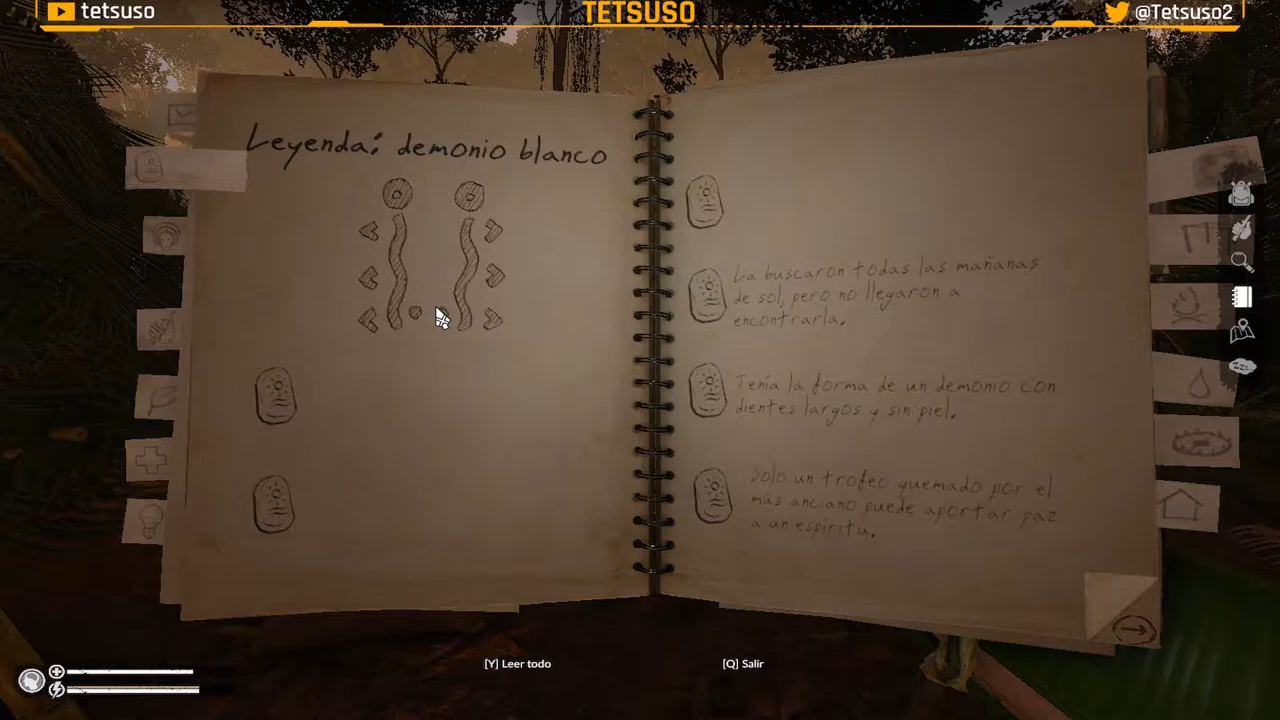 tetsuso
TETSUSO
@Tetsuso2
Leyenda: demonio blanco
La buscaron todas las mañanas
de sol, pero no llegaron a
encontrarla.
Tenía la forma de un demonio con
dientes largos y sin piel.
Solo un trofeo quemado por el
más anciano puede aportar paz
a un espíritu.
zzz
[Y] Leer todo
[Q] Salir